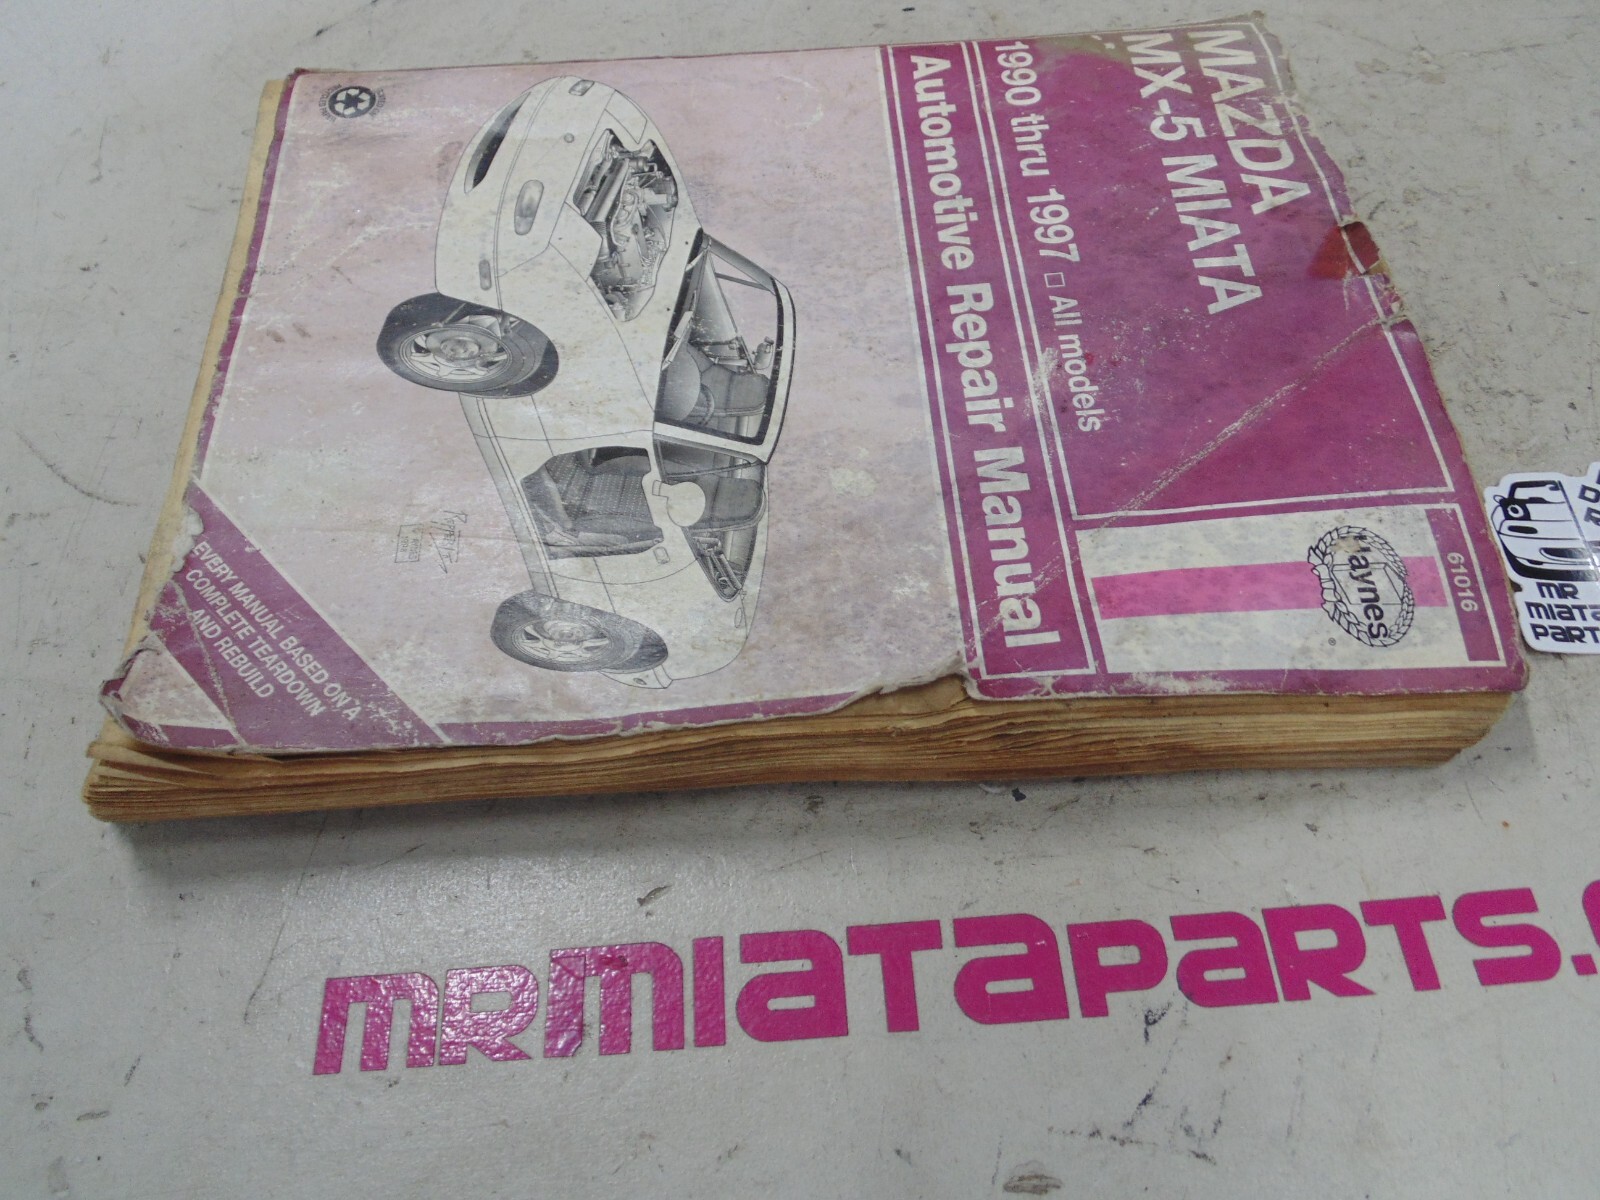 MAZDA
MX-5 MIATA
1990 thru 1997 □ All models
Automotive Repair Manual
61016
Haynes
®
EVERY MANUAL BASED ON A
COMPLETE TEARDOWN
AND REBUILD
MR
MIATA
PART
MRMIATAPARTS.